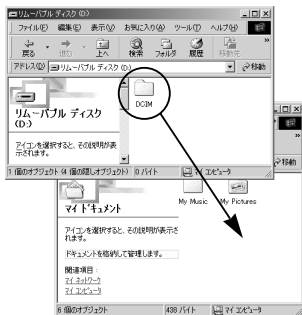 リムーバブル ディスク (D:)
ファイル(F) 編集(E) 表示(V) お気に入り(A) ツール(T) ヘルプ(H)
戻る 進む 上へ 検索 フォルダ 履歴 移動先
アドレス(D) リムーバブル ディスク (D:) 移動
リムーバブル ディスク
(D:)
DCIM
アイコンを選択すると、その説明が表
示されます。
1 個のオブジェクト (4 個の隠しオブジェクト) 0 バイト マイ コンピュータ
移動
マイ ドキュメント
My Music My Pictures
アイコンを選択すると、その説明が表示さ
れます。
ドキュメントを格納して管理します。
関連項目:
マイ ネットワーク
マイ コンピュータ
6 個のオブジェクト 438 バイト マイ コンピュータ